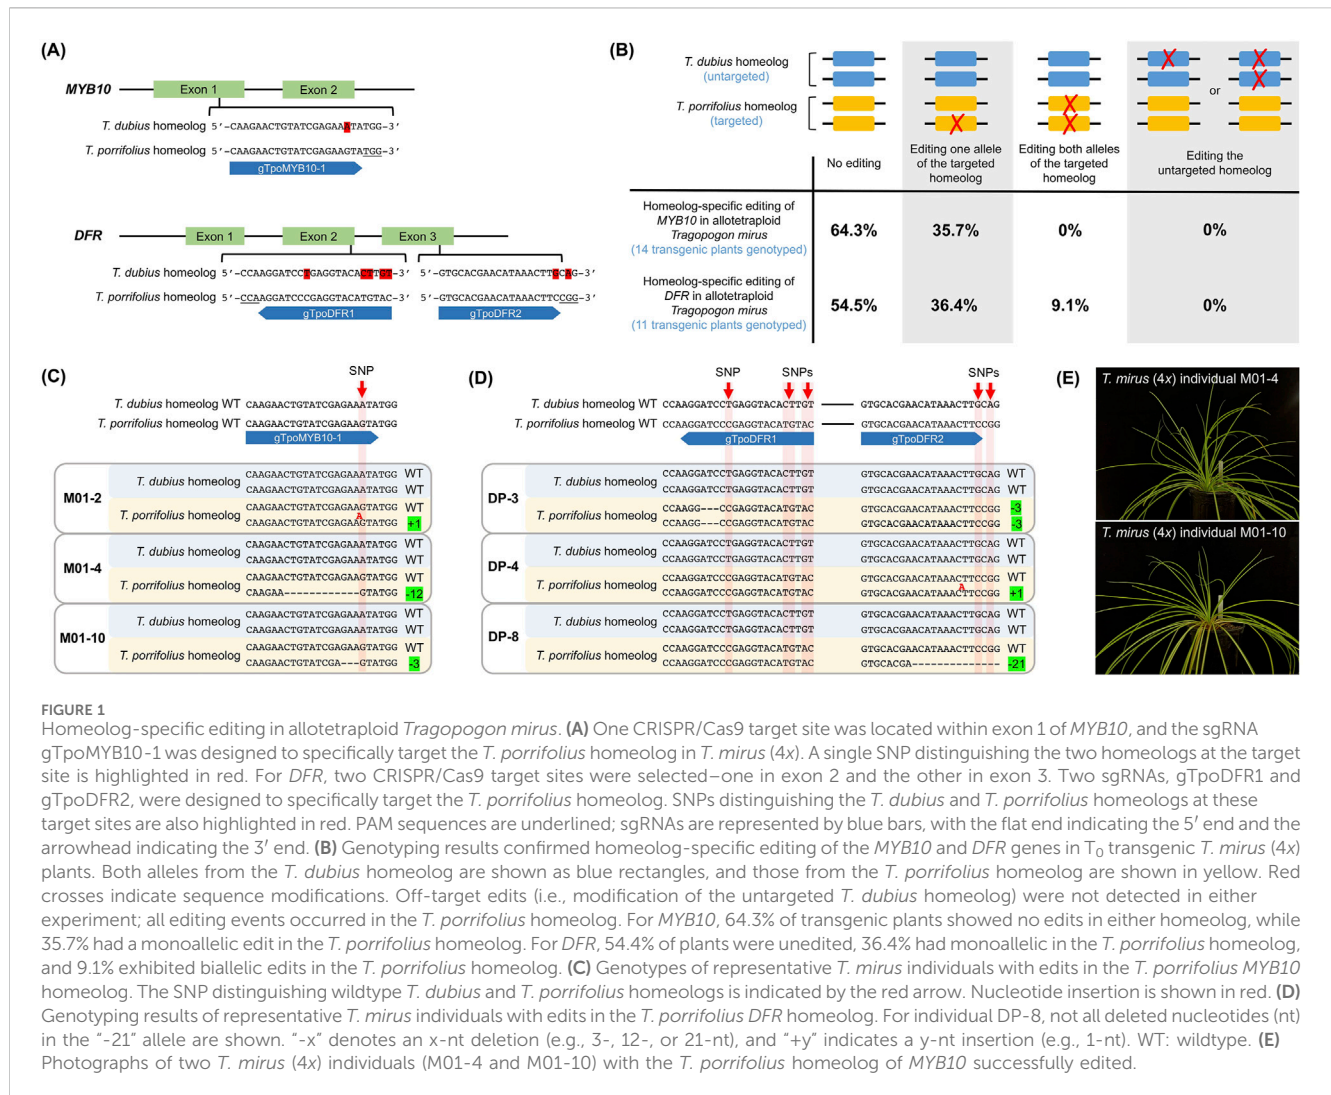 (A)
MYB10
Exon 1
Exon 2
T. dubius homeolog 5'-CAAGAACTGTATCGAGAAATATGG-3'
T. porrifolius homeolog 5'-CAAGAACTGTATCGAGAAGTATGG-3'
gTpoMYB10-1
DFR
Exon 1
Exon 2
Exon 3
T. dubius homeolog 5'-CCAAGGATCCTGAGGTACACTTGT-3' 5'-GTGCACGAACATAAACTTGCAG-3'
T. porrifolius homeolog 5'-CCAAGGATCCCGAGGTACATGTAC-3' 5'-GTGCACGAACATAAACTTCCGG-3'
gTpoDFR1
gTpoDFR2
(B)
T. dubius homeolog
(untargeted)
T. porrifolius homeolog
(targeted)
or
No editing
Editing one allele
of the targeted
homeolog
Editing both alleles
of the targeted
homeolog
Editing the
untargeted homeolog
Homeolog-specific editing of
MYB10 in allotetraploid
Tragopogon mirus
(14 transgenic plants genotyped)
64.3% 35.7% 0% 0%
Homeolog-specific editing of
DFR in allotetraploid
Tragopogon mirus
(11 transgenic plants genotyped)
54.5% 36.4% 9.1% 0%
(C)
SNP
T. dubius homeolog WT CAAGAACTGTATCGAGAAATATGG
T. porrifolius homeolog WT CAAGAACTGTATCGAGAAGTATGG
gTpoMYB10-1
M01-2
T. dubius homeolog
CAAGAACTGTATCGAGAAATATGG WT
CAAGAACTGTATCGAGAAATATGG WT
T. porrifolius homeolog
CAAGAACTGTATCGAGAAGTATGG WT
A
CAAGAACTGTATCGAGAAGTATGG +1
M01-4
T. dubius homeolog
CAAGAACTGTATCGAGAAATATGG WT
CAAGAACTGTATCGAGAAATATGG WT
T. porrifolius homeolog
CAAGAACTGTATCGAGAAGTATGG WT
CAAGAA------------GTATGG -12
M01-10
T. dubius homeolog
CAAGAACTGTATCGAGAAATATGG WT
CAAGAACTGTATCGAGAAATATGG WT
T. porrifolius homeolog
CAAGAACTGTATCGAGAAGTATGG WT
CAAGAACTGTATCGA---GTATGG -3
(D)
SNP SNPs SNPs
T. dubius homeolog WT CCAAGGATCCTGAGGTACACTTGT GTGCACGAACATAAACTTGCAG
T. porrifolius homeolog WT CCAAGGATCCCGAGGTACATGTAC GTGCACGAACATAAACTTCCGG
gTpoDFR1
gTpoDFR2
DP-3
T. dubius homeolog
CCAAGGATCCTGAGGTACACTTGT GTGCACGAACATAAACTTGCAG WT
CCAAGGATCCTGAGGTACACTTGT GTGCACGAACATAAACTTGCAG WT
T. porrifolius homeolog
CCAAGG---CCGAGGTACATGTAC GTGCACGAACATAAACTTCCGG -3
CCAAGG---CCGAGGTACATGTAC GTGCACGAACATAAACTTCCGG -3
DP-4
T. dubius homeolog
CCAAGGATCCTGAGGTACACTTGT GTGCACGAACATAAACTTGCAG WT
CCAAGGATCCTGAGGTACACTTGT GTGCACGAACATAAACTTGCAG WT
T. porrifolius homeolog
CCAAGGATCCCGAGGTACATGTAC GTGCACGAACATAAACTTCCGG WT
A
CCAAGGATCCCGAGGTACATGTAC GTGCACGAACATAAACTTCCGG +1
DP-8
T. dubius homeolog
CCAAGGATCCTGAGGTACACTTGT GTGCACGAACATAAACTTGCAG WT
CCAAGGATCCTGAGGTACACTTGT GTGCACGAACATAAACTTGCAG WT
T. porrifolius homeolog
CCAAGGATCCCGAGGTACATGTAC GTGCACGAACATAAACTTCCGG WT
CCAAGGATCCCGAGGTACATGTAC GTGCACGA-------------- -21
(E)
T. mirus (4x) individual M01-4
T. mirus (4x) individual M01-10
FIGURE 1
Homeolog-specific editing in allotetraploid Tragopogon mirus. (A) One CRISPR/Cas9 target site was located within exon 1 of MYB10, and the sgRNA
gTpoMYB10-1 was designed to specifically target the T. porrifolius homeolog in T. mirus (4x). A single SNP distinguishing the two homeologs at the target
site is highlighted in red. For DFR, two CRISPR/Cas9 target sites were selected–one in exon 2 and the other in exon 3. Two sgRNAs, gTpoDFR1 and
gTpoDFR2, were designed to specifically target the T. porrifolius homeolog. SNPs distinguishing the T. dubius and T. porrifolius homeologs at these
target sites are also highlighted in red. PAM sequences are underlined; sgRNAs are represented by blue bars, with the flat end indicating the 5′ end and the
arrowhead indicating the 3′ end. (B) Genotyping results confirmed homeolog-specific editing of the MYB10 and DFR genes in T0 transgenic T. mirus (4x)
plants. Both alleles from the T. dubius homeolog are shown as blue rectangles, and those from the T. porrifolius homeolog are shown in yellow. Red
crosses indicate sequence modifications. Off-target edits (i.e., modification of the untargeted T. dubius homeolog) were not detected in either
experiment; all editing events occurred in the T. porrifolius homeolog. For MYB10, 64.3% of transgenic plants showed no edits in either homeolog, while
35.7% had a monoallelic edit in the T. porrifolius homeolog. For DFR, 54.4% of plants were unedited, 36.4% had monoallelic in the T. porrifolius homeolog,
and 9.1% exhibited biallelic edits in the T. porrifolius homeolog. (C) Genotypes of representative T. mirus individuals with edits in the T. porrifolius MYB10
homeolog. The SNP distinguishing wildtype T. dubius and T. porrifolius homeologs is indicated by the red arrow. Nucleotide insertion is shown in red. (D)
Genotyping results of representative T. mirus individuals with edits in the T. porrifolius DFR homeolog. For individual DP-8, not all deleted nucleotides (nt)
in the “-21” allele are shown. “-x” denotes an x-nt deletion (e.g., 3-, 12-, or 21-nt), and “+y” indicates a y-nt insertion (e.g., 1-nt). WT: wildtype. (E)
Photographs of two T. mirus (4x) individuals (M01-4 and M01-10) with the T. porrifolius homeolog of MYB10 successfully edited.